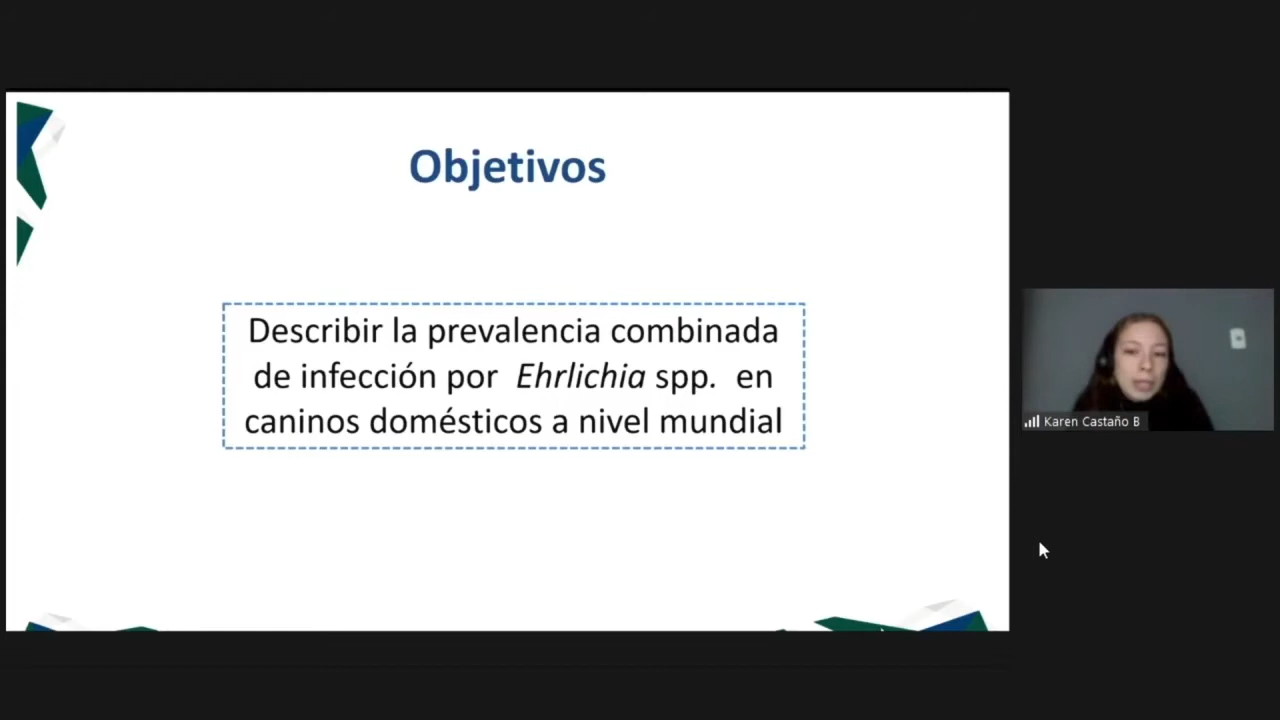 Objetivos
Describir la prevalencia combinada
de infección por Ehrlichia spp. en
caninos domésticos a nivel mundial
Karen Castaño B